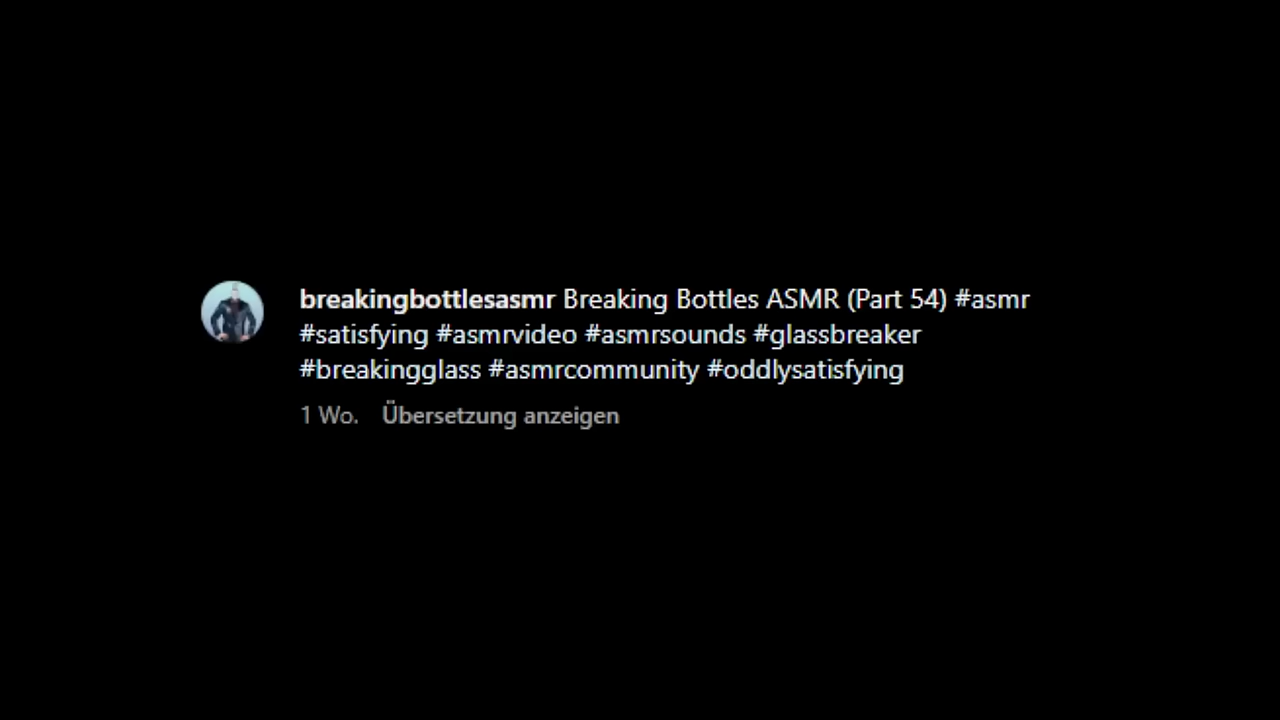 breakingbottlesasmr Breaking Bottles ASMR (Part 54) #asmr
#satisfying #asmrvideo #asmrsounds #glassbreaker
#breakingglass #asmrcommunity #oddlysatisfying
1 Wo. Übersetzung anzeigen